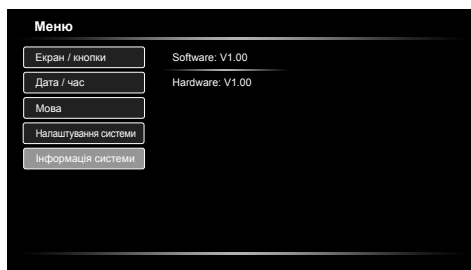 Меню
Екран / кнопки
Software: V1.00
Дата / час
Hardware: V1.00
Мова
Налаштування системи
Інформація системи